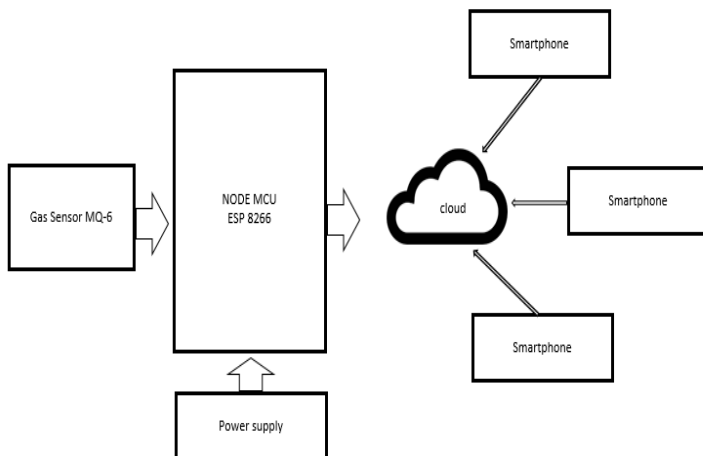 Smartphone
Gas Sensor MQ-6
NODE MCU
ESP 8266
cloud
Smartphone
Smartphone
Power supply